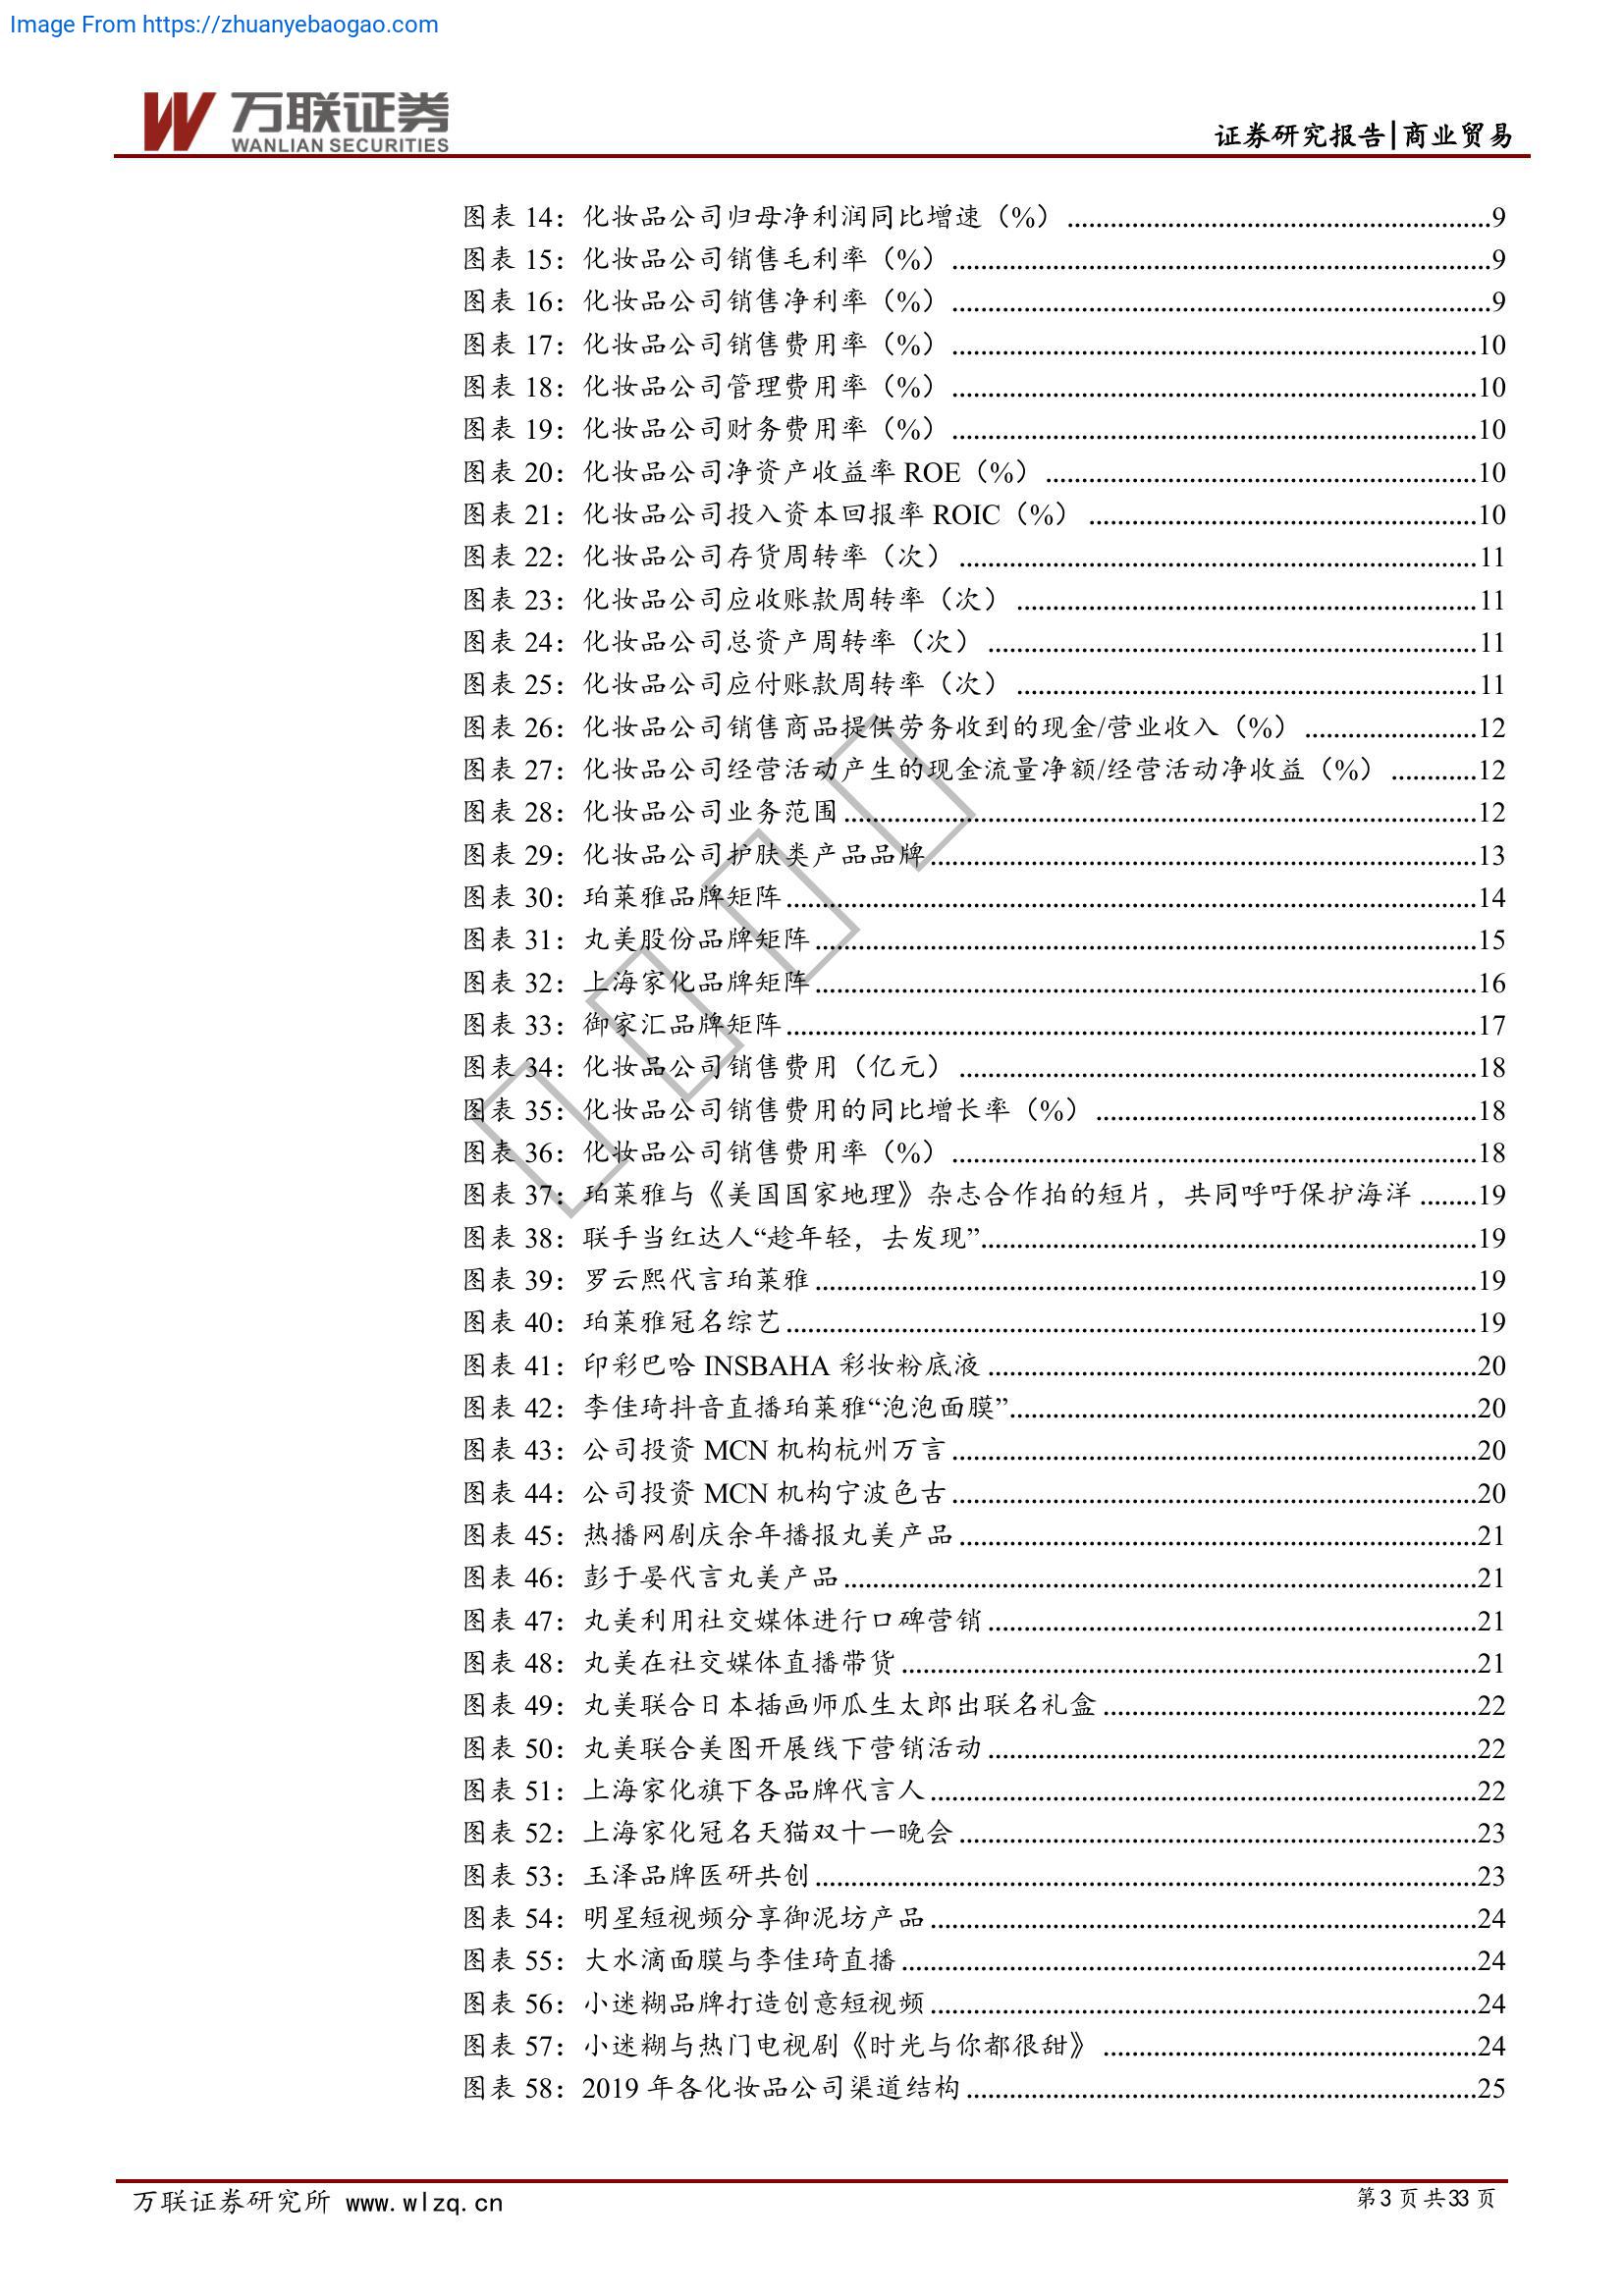 Image From https://zhuanyebaogao.com
万联证券
WANLIAN SECURITIES
证券研究报告|商业贸易
图表 14：化妆品公司归母净利润同比增速（%）..........9
图表 15：化妆品公司销售毛利率（%）..........9
图表 16：化妆品公司销售净利率（%）..........9
图表 17：化妆品公司销售费用率（%）..........10
图表 18：化妆品公司管理费用率（%）..........10
图表 19：化妆品公司财务费用率（%）..........10
图表 20：化妆品公司净资产收益率 ROE（%）..........10
图表 21：化妆品公司投入资本回报率 ROIC（%）..........10
图表 22：化妆品公司存货周转率（次）..........11
图表 23：化妆品公司应收账款周转率（次）..........11
图表 24：化妆品公司总资产周转率（次）..........11
图表 25：化妆品公司应付账款周转率（次）..........11
图表 26：化妆品公司销售商品提供劳务收到的现金/营业收入（%）..........12
图表 27：化妆品公司经营活动产生的现金流量净额/经营活动净收益（%）..........12
图表 28：化妆品公司业务范围..........12
图表 29：化妆品公司护肤类产品品牌..........13
图表 30：珀莱雅品牌矩阵..........14
图表 31：丸美股份品牌矩阵..........15
图表 32：上海家化品牌矩阵..........16
图表 33：御家汇品牌矩阵..........17
图表 34：化妆品公司销售费用（亿元）..........18
图表 35：化妆品公司销售费用的同比增长率（%）..........18
图表 36：化妆品公司销售费用率（%）..........18
图表 37：珀莱雅与《美国国家地理》杂志合作拍的短片，共同呼吁保护海洋..........19
图表 38：联手当红达人“趁年轻，去发现”..........19
图表 39：罗云熙代言珀莱雅..........19
图表 40：珀莱雅冠名综艺..........19
图表 41：印彩巴哈 INSBAHA 彩妆粉底液..........20
图表 42：李佳琦抖音直播珀莱雅“泡泡面膜”..........20
图表 43：公司投资 MCN 机构杭州万言..........20
图表 44：公司投资 MCN 机构宁波色古..........20
图表 45：热播网剧庆余年播报丸美产品..........21
图表 46：彭于晏代言丸美产品..........21
图表 47：丸美利用社交媒体进行口碑营销..........21
图表 48：丸美在社交媒体直播带货..........21
图表 49：丸美联合日本插画师瓜生太郎出联名礼盒..........22
图表 50：丸美联合美图开展线下营销活动..........22
图表 51：上海家化旗下各品牌代言人..........22
图表 52：上海家化冠名天猫双十一晚会..........23
图表 53：玉泽品牌医研共创..........23
图表 54：明星短视频分享御泥坊产品..........24
图表 55：大水滴面膜与李佳琦直播..........24
图表 56：小迷糊品牌打造创意短视频..........24
图表 57：小迷糊与热门电视剧《时光与你都很甜》..........24
图表 58：2019 年各化妆品公司渠道结构..........25
万联证券研究所 www.wlzq.cn
第3页共33页